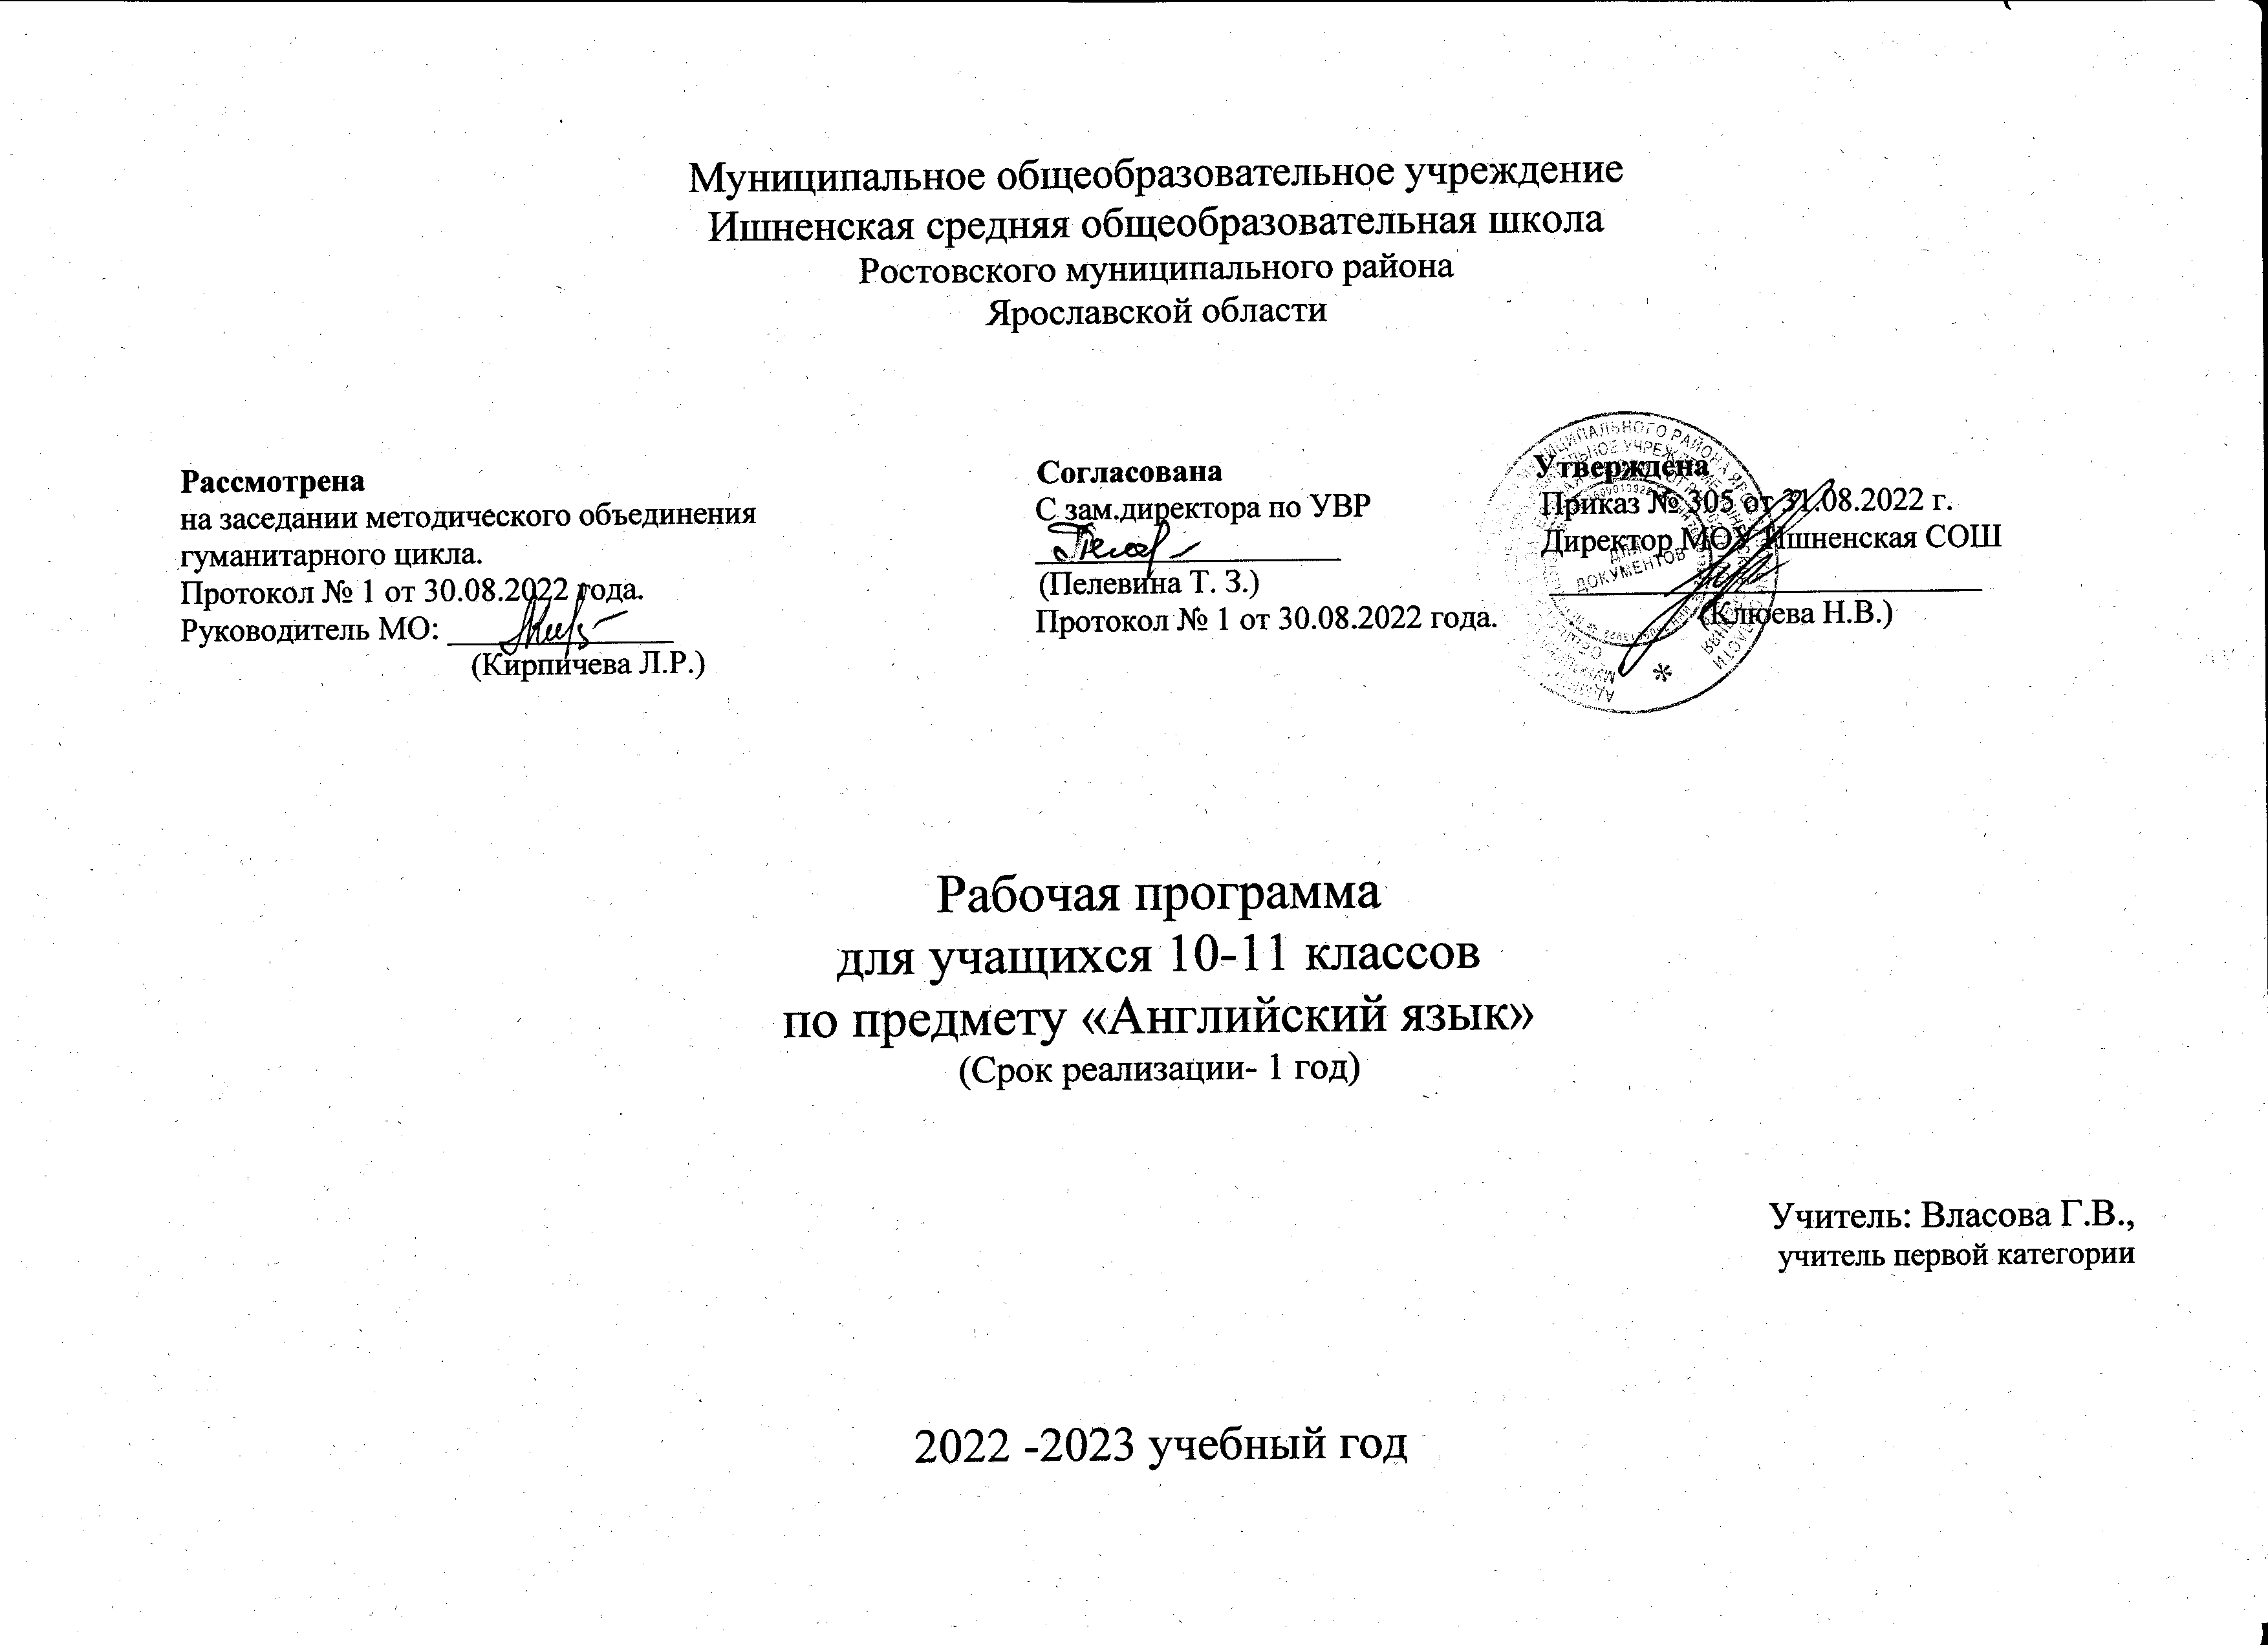 Муниципальное общеобразовательное учреждение
Ишненская средняя общеобразовательная школа
Ростовского муниципального района
Ярославской области
Рассмотрена
на заседании методического объединения
гуманитарного цикла.
Протокол № 1 от 30.08.2022 года.
Руководитель МО:
(Кирпичева Л.Р.)
Согласована
С зам.директора по УВР
(Пелевина Т. З.)
Протокол № 1 от 30.08.2022 года.
Утверждена
Приказ № 305 от 31.08.2022 г.
Директор МОУ Ишненская СОШ
(Клюева Н.В.)
ДЛЯ
ДОКУМЕНТОВ
Рабочая программа
для учащихся 10-11 классов
по предмету «Английский язык»
(Срок реализации- 1 год)
Учитель: Власова Г.В.,
учитель первой категории
2022 -2023 учебный год